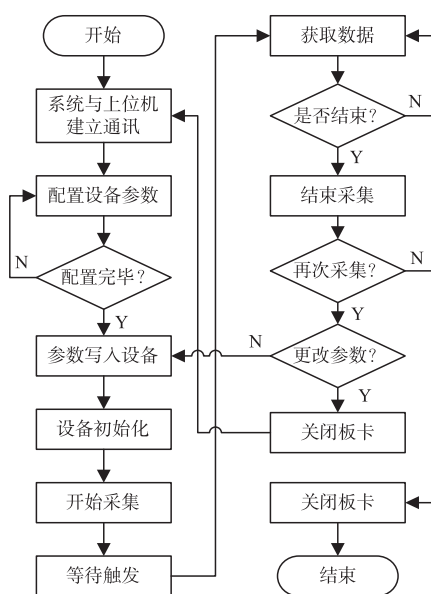 开始
系统与上位机
建立通讯
配置设备参数
配置完毕？
N
Y
参数写入设备
设备初始化
开始采集
等待触发
获取数据
是否结束？
N
Y
结束采集
再次采集？
N
Y
更改参数？
N
Y
关闭板卡
关闭板卡
结束